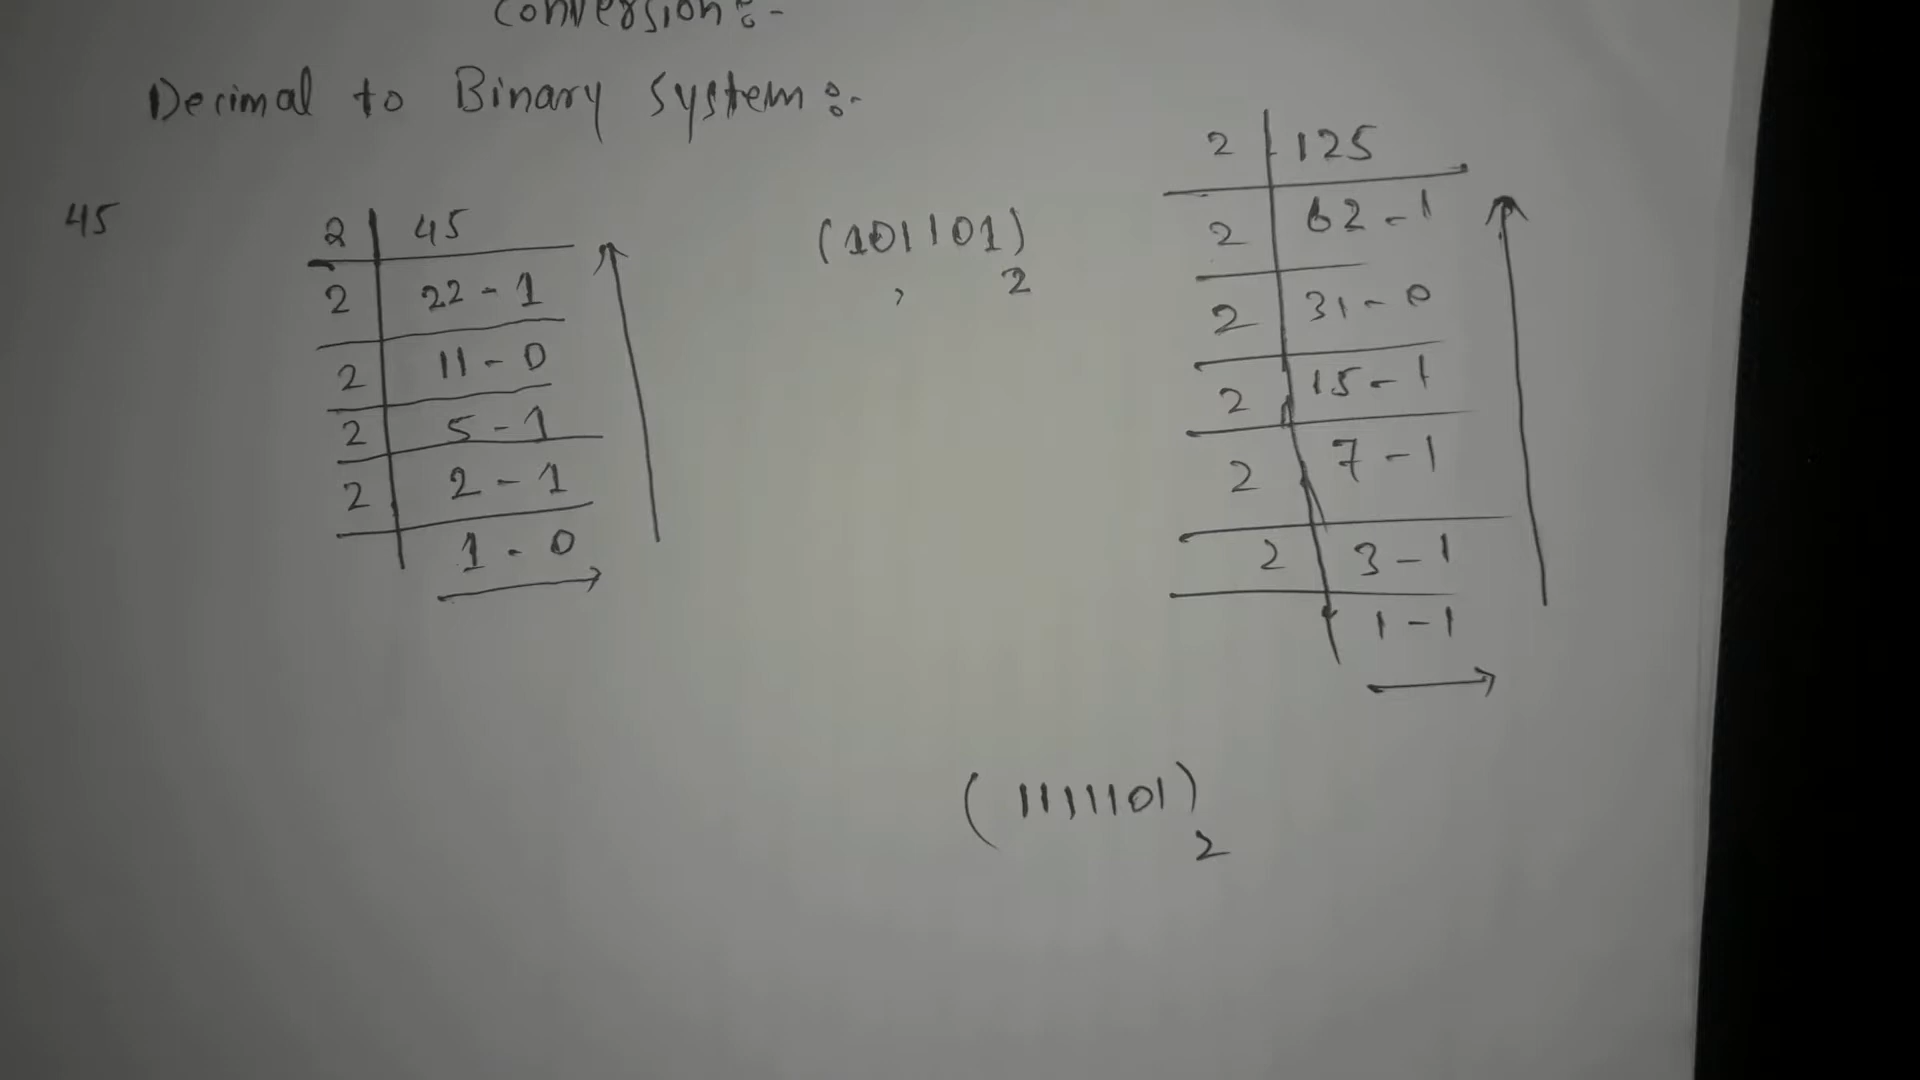 Conversion:-
Decimal to Binary System:-
45
2 | 45
2 | 22 - 1
2 | 11 - 0
2 | 5 - 1
2 | 2 - 1
1 - 0
(101101)
2
2 | 125
2 | 62 - 1
2 | 31 - 0
2 | 15 - 1
2 | 7 - 1
2 | 3 - 1
1 - 1
(1111101)
2